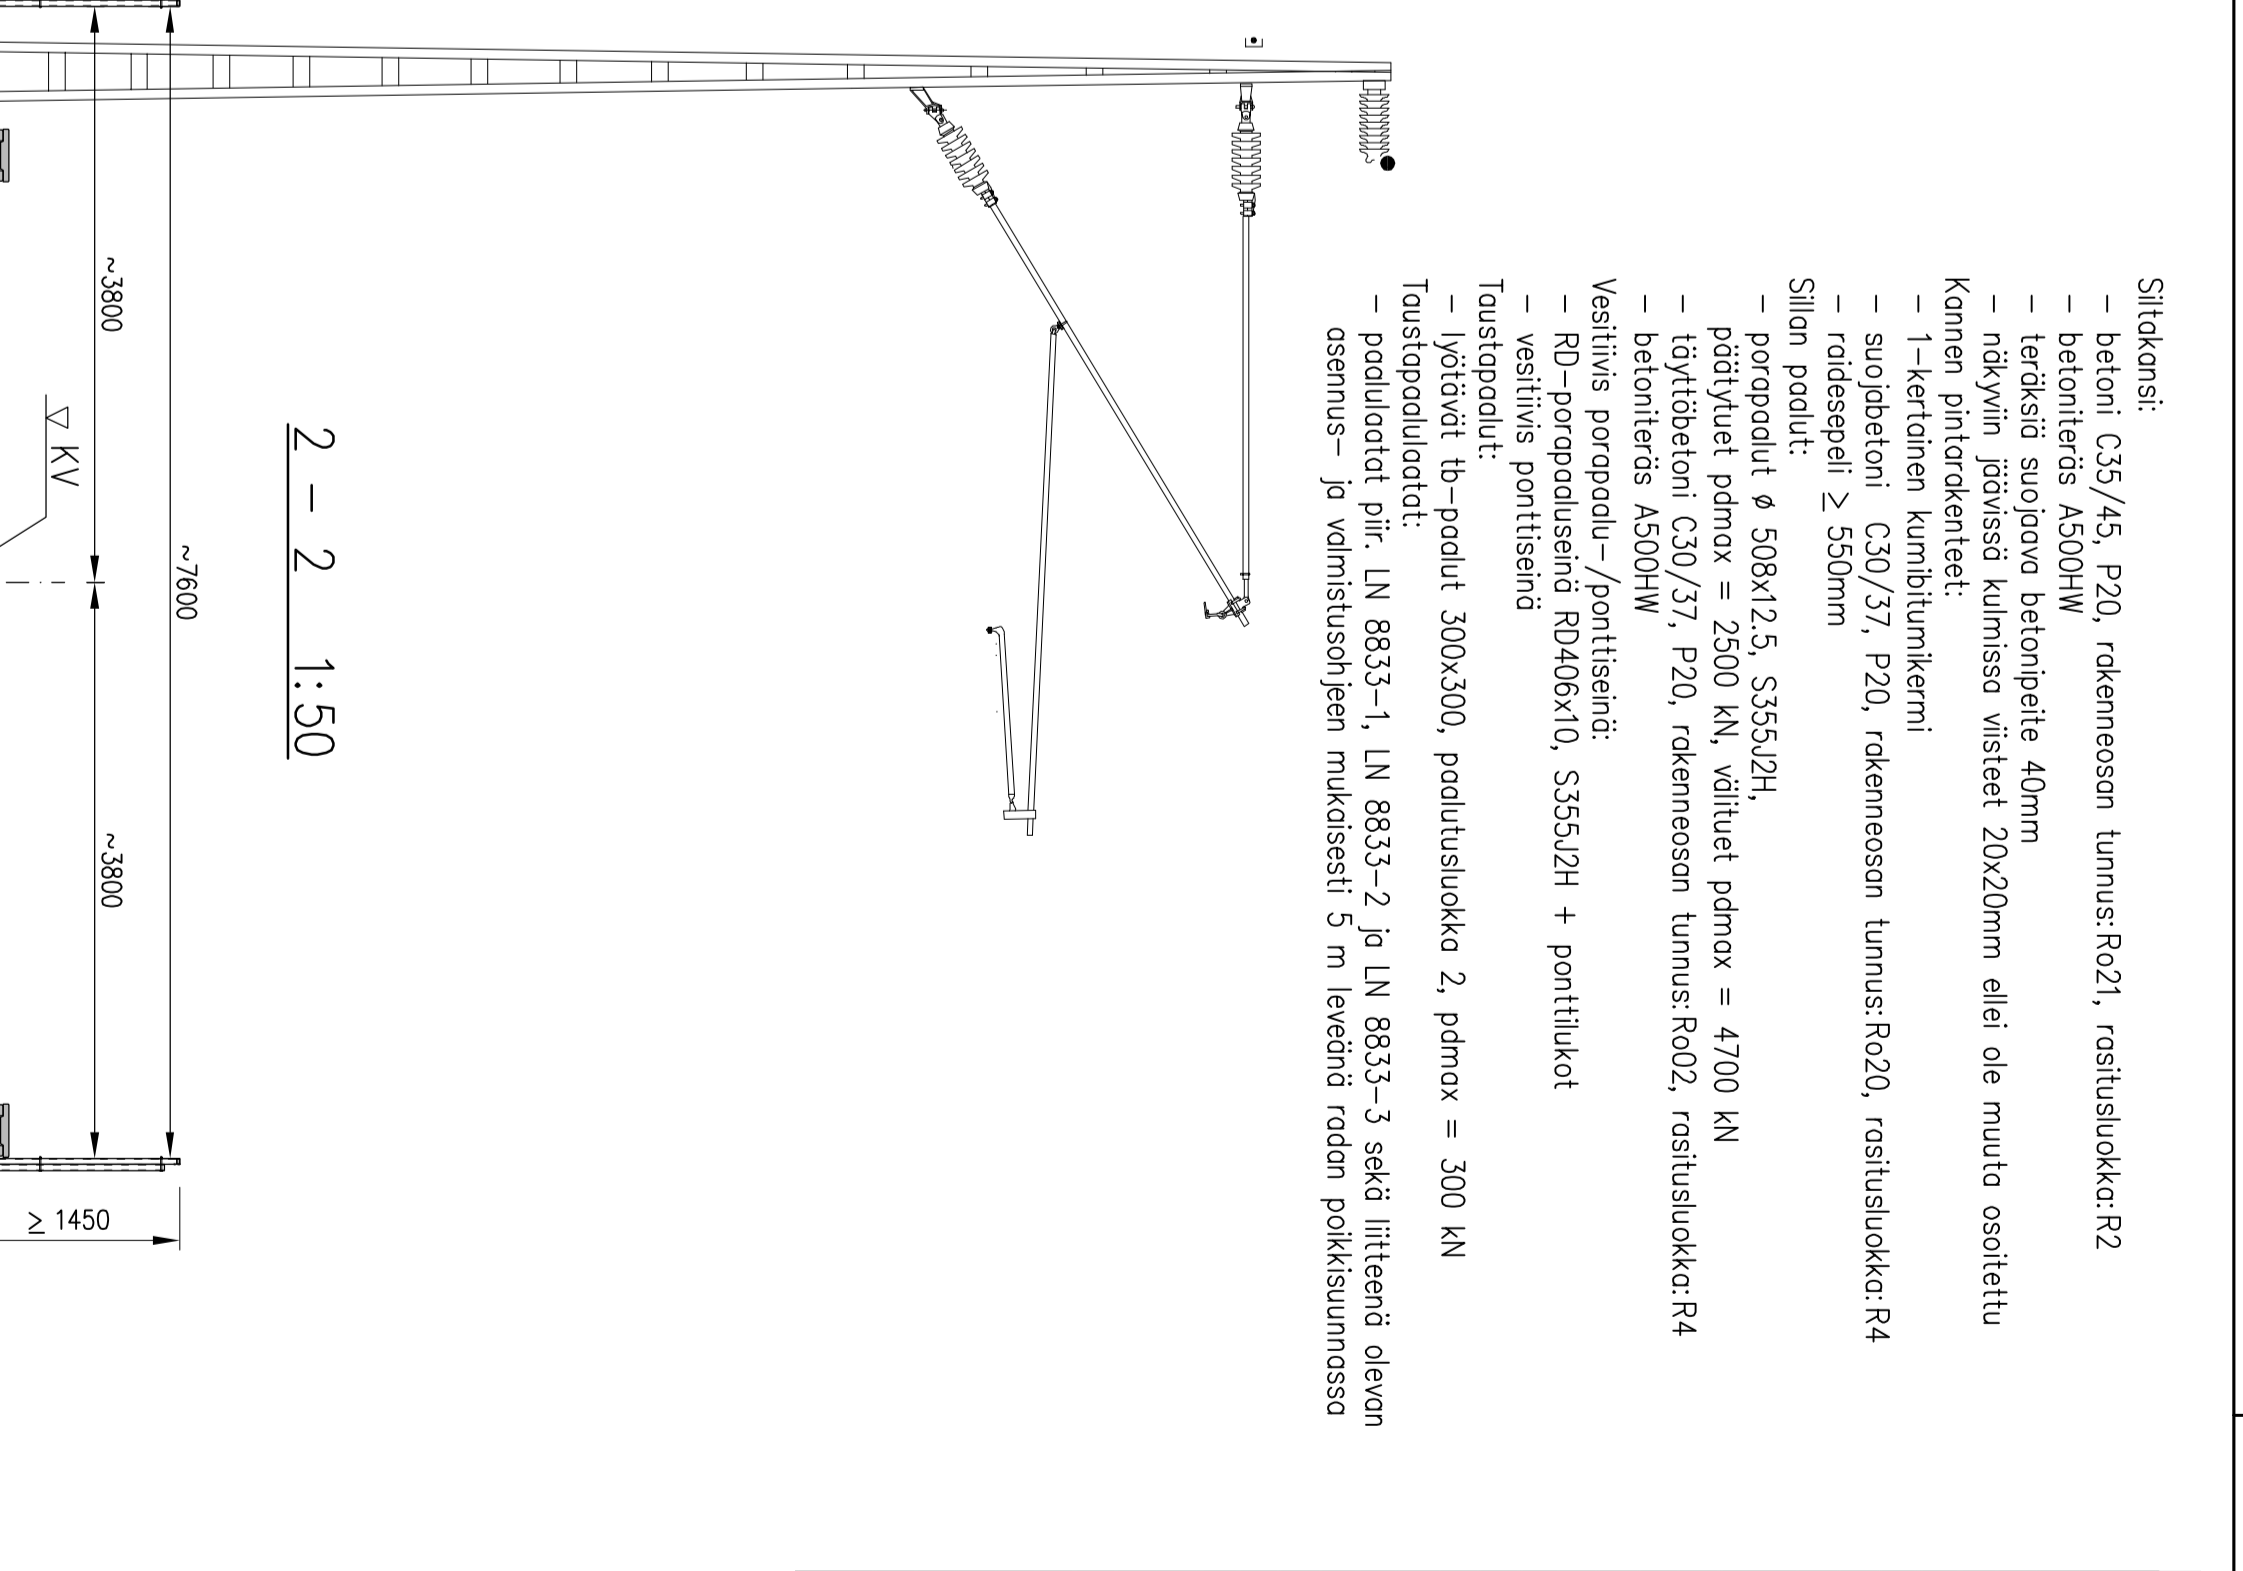 Siltakansi:
- betoni C35/45, P20, rakenneosan tunnus:Ro21, rasitusluokka:R2
- betoniteräs A500HW
- teräksiä suojaava betonipeite 40mm
- näkyviin jäävissä kulmissa viisteet 20x20mm ellei ole muuta osoitettu
Kannen pintarakenteet:
- 1-kertainen kumibitumikermi
- suojabetoni C30/37, P20, rakenneosan tunnus:Ro20, rasitusluokka:R4
- raidesepeli ≥ 550mm
Sillan paalut:
- porapaalut ø 508x12.5, S355J2H,
päätytuet pdmax = 2500 kN, välituet pdmax = 4700 kN
- täyttöbetoni C30/37, P20, rakenneosan tunnus:Ro02, rasitusluokka:R4
- betoniteräs A500HW
Vesitiivis porapaalu-/ponttiseinä:
- RD-porapaaluseinä RD406x10, S355J2H + ponttilukot
- vesitiivis ponttiseinä
Taustapaalut:
- lyötävät tb-paalut 300x300, paalutusluokka 2, pdmax = 300 kN
Taustapaalulaatat:
- paalulaatat piir. LN 8833-1, LN 8833-2 ja LN 8833-3 sekä liitteenä olevan
asennus- ja valmistusohjeen mukaisesti 5 m leveänä radan poikkisuunnassa
2 - 2 1:50
~7600
~3800
~3800
KV
≥ 1450